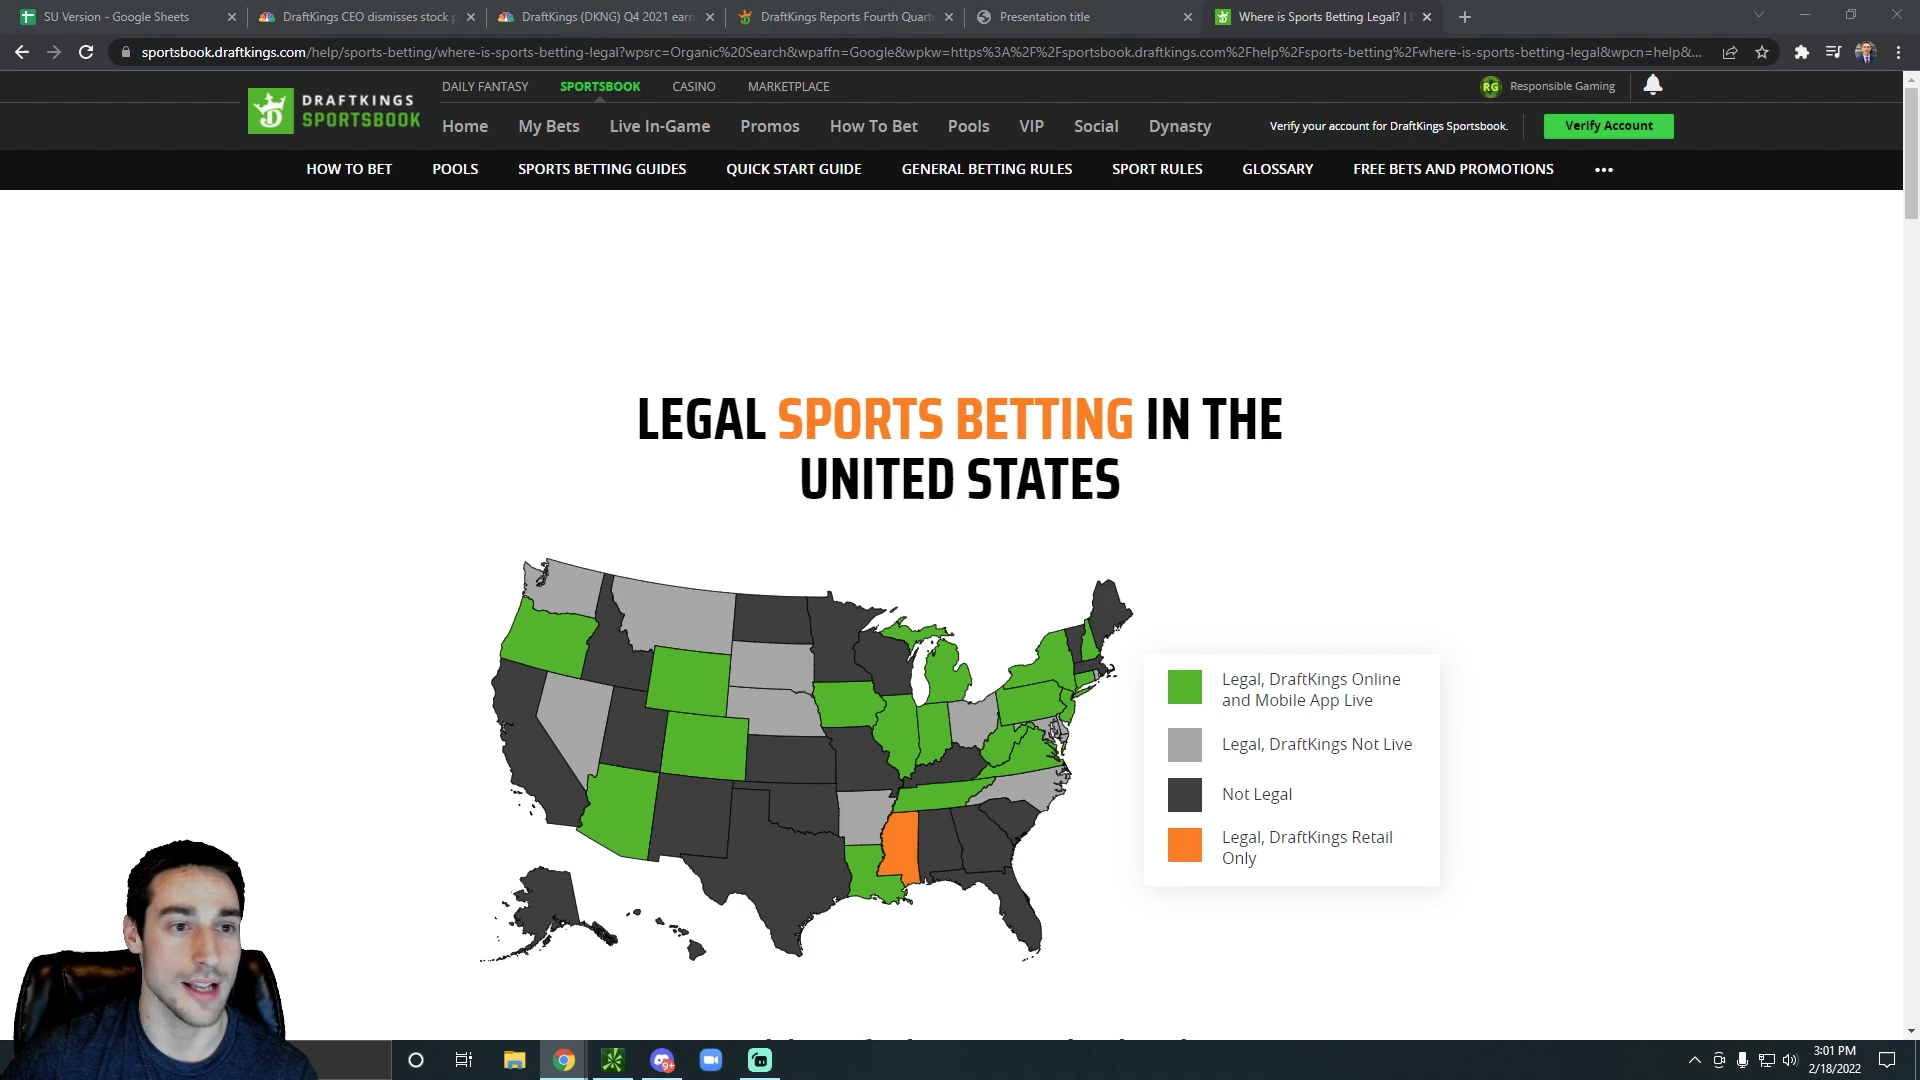 SU Version - Google Sheets
DraftKings CEO dismisses stock p
DraftKings (DKNG) Q4 2021 earn
DraftKings Reports Fourth Quart
Presentation title
Where is Sports Betting Legal? | D
sportsbook.draftkings.com/help/sports-betting/where-is-sports-betting-legal?wpsrc=Organic%20Search&wpaffn=Google&wpkw=https%3A%2F%2Fsportsbook.draftkings.com%2Fhelp%2Fsports-betting%2Fwhere-is-sports-betting-legal&wpcn=help&...
DRAFTKINGS
SPORTSBOOK
DAILY FANTASY SPORTSBOOK CASINO MARKETPLACE
RG Responsible Gaming
Home My Bets Live In-Game Promos How To Bet Pools VIP Social Dynasty
Verify your account for DraftKings Sportsbook.
Verify Account
HOW TO BET POOLS SPORTS BETTING GUIDES QUICK START GUIDE GENERAL BETTING RULES SPORT RULES GLOSSARY FREE BETS AND PROMOTIONS •••
LEGAL SPORTS BETTING IN THE
UNITED STATES
Legal, DraftKings Online
and Mobile App Live
Legal, DraftKings Not Live
Not Legal
Legal, DraftKings Retail
Only
9+
3:01 PM
2/18/2022